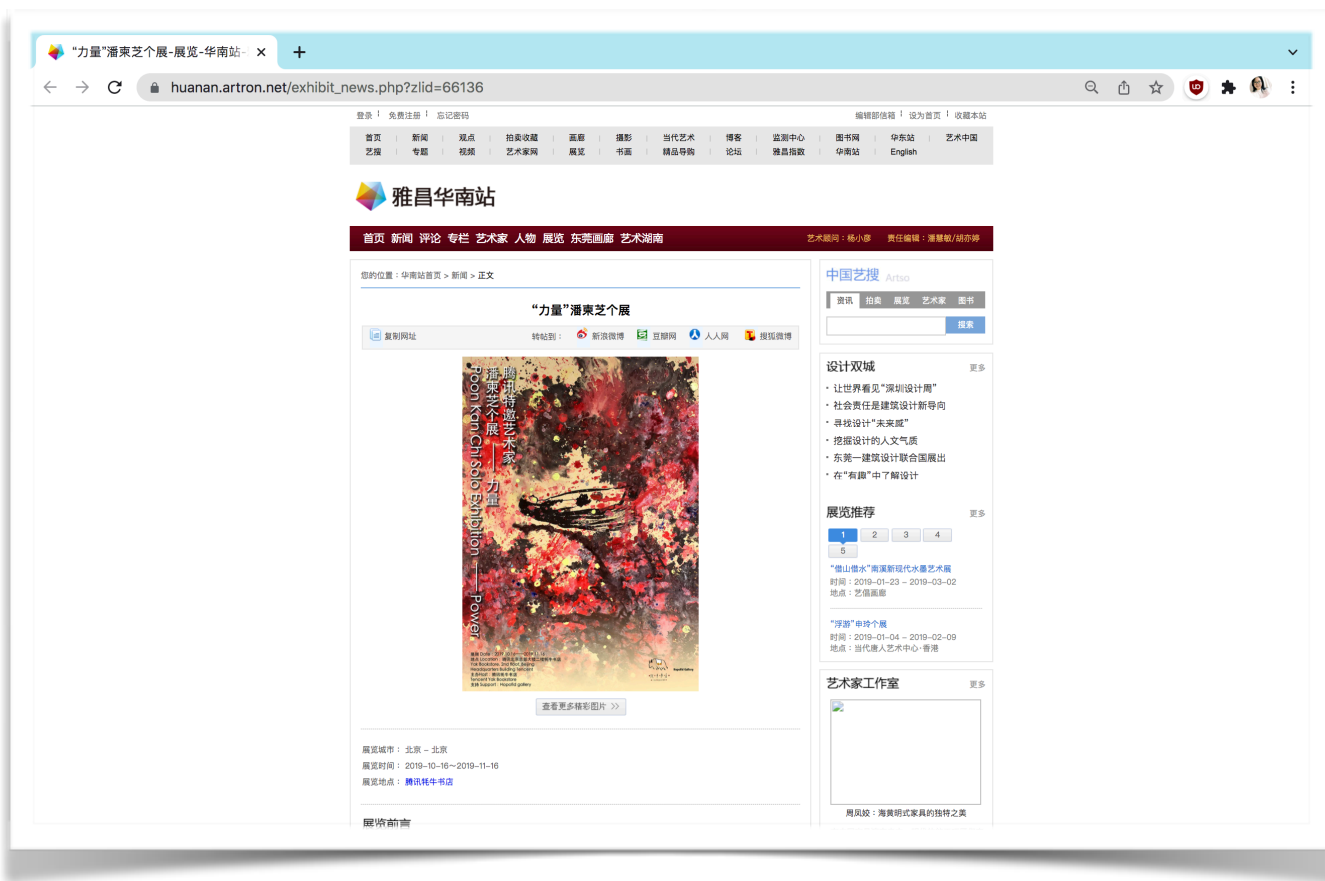 “力量”潘柬芝个展-展览-华南站-
huanan.artron.net/exhibit_news.php?zlid=66136
登录 免费注册 忘记密码
编辑部信箱 设为首页 收藏本站
首页 新闻 观点 拍卖收藏 画廊 摄影 当代艺术 博客 监测中心 图书网 华东站 艺术中国
艺搜 专题 视频 艺术家网 展览 书画 精品导购 论坛 雅昌指数 华南站 English
雅昌华南站
首页 新闻 评论 专栏 艺术家 人物 展览 东莞画廊 艺术湖南
艺术顾问：杨小彦 责任编辑：潘慧敏/胡亦婷
您的位置：华南站首页 > 新闻 > 正文
“力量”潘柬芝个展
复制网址
转帖到： 新浪微博 豆瓣网 人人网 搜狐微博
腾讯特邀艺术家
潘柬芝个展——力量
Poon Kan Chi Solo Exhibition —— Power
Yak Bookstore, 2nd floor, Beijing
Headquarters Building Tencent
Tencent Yak Bookstore
支持 Support : Hopoful gallery
查看更多精彩图片 >>
展览城市： 北京 – 北京
展览时间： 2019–10–16～2019–11–16
展览地点： 腾讯牦牛书店
展览前言
中国艺搜 Artso
资讯 拍卖 展览 艺术家 图书
搜索
设计双城 更多
· 让世界看见“深圳设计周”
· 社会责任是建筑设计新导向
· 寻找设计“未来感”
· 挖掘设计的人文气质
· 东莞一建筑设计联合国展出
· 在“有趣”中了解设计
展览推荐 更多
1 2 3 4
5
“借山借水”南溪新现代水墨艺术展
时间：2019–01–23 – 2019–03–02
地点：艺倡画廊
“浮游”申玲个展
时间：2019–01–04 – 2019–02–09
地点：当代唐人艺术中心·香港
艺术家工作室 更多
周凤姣：海黄明式家具的独特之美